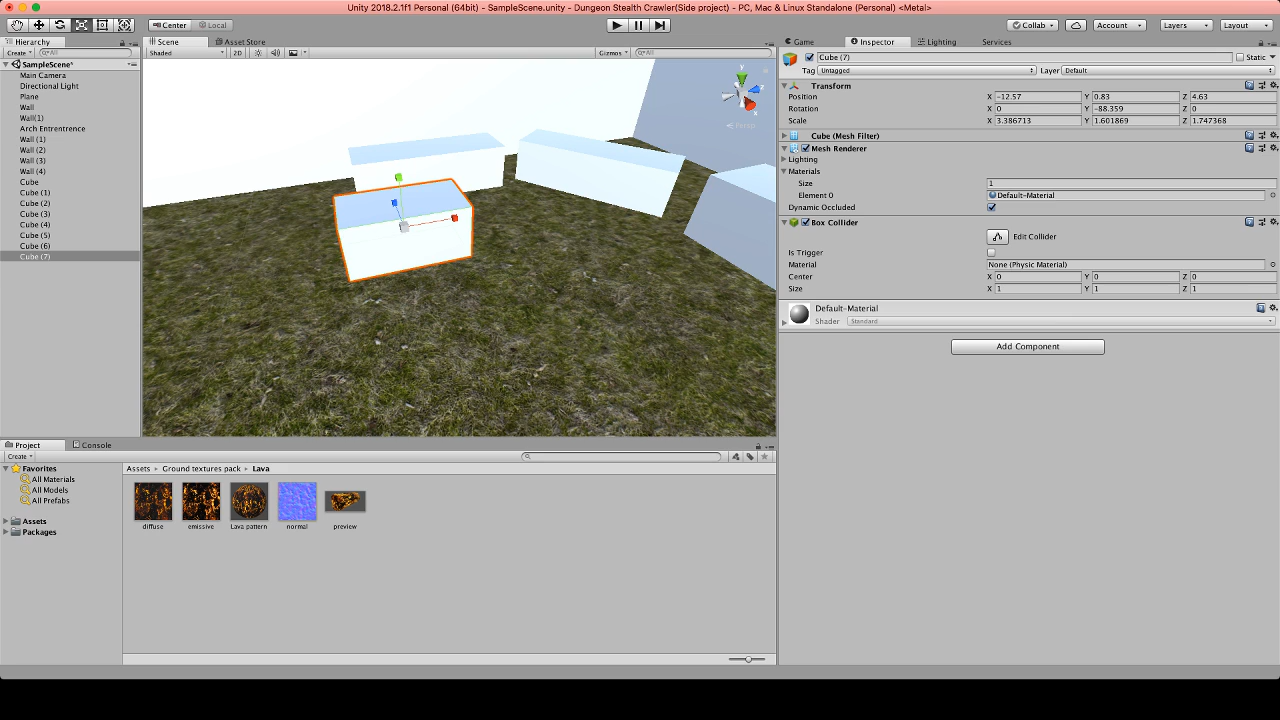 Unity 2018.2.1f1 Personal (64bit) - SampleScene.unity - Dungeon Stealth Crawler(Side project) - PC, Mac & Linux Standalone (Personal) <Metal>
Center Local Collab Account Layers Layout
Hierarchy Scene Asset Store Game Inspector Lighting Services
Create All Shaded 2D Gizmos All
SampleScene*
Main Camera
Directional Light
Plane
Wall
Wall(1)
Arch Entrentrence
Wall (1)
Wall (2)
Wall (3)
Wall (4)
Cube
Cube (1)
Cube (2)
Cube (3)
Cube (4)
Cube (5)
Cube (6)
Cube (7)
y
z
x
Persp
Cube (7) Static
Tag Untagged Layer Default
Transform
Position X -12.57 Y 0.83 Z 4.63
Rotation X 0 Y -88.359 Z 0
Scale X 3.386713 Y 1.601869 Z 1.747368
Cube (Mesh Filter)
Mesh Renderer
Lighting
Materials
Size 1
Element 0 Default-Material
Dynamic Occluded
Box Collider
Edit Collider
Is Trigger
Material None (Physic Material)
Center X 0 Y 0 Z 0
Size X 1 Y 1 Z 1
Default-Material
Shader Standard
Add Component
Project Console
Create
Favorites
All Materials
All Models
All Prefabs
Assets
Packages
Assets Ground textures pack Lava
diffuse emissive Lava pattern normal preview